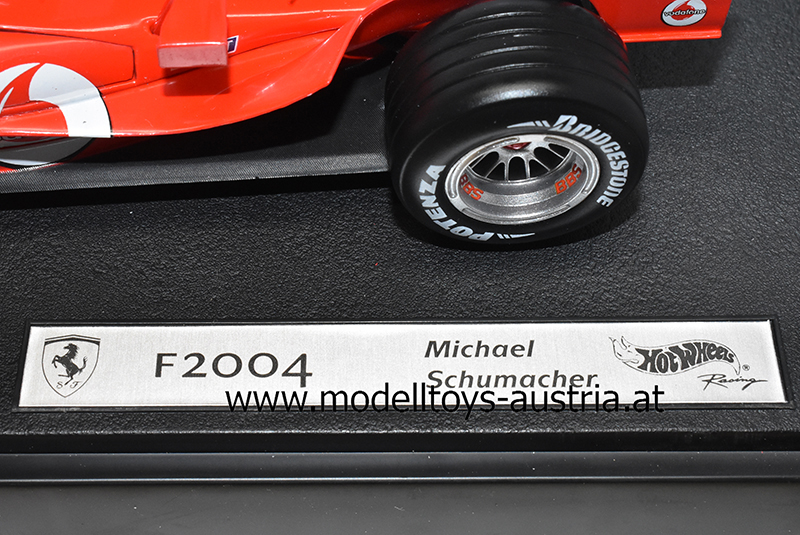 vodafone
BRIDGESTONE
POTENZA
BBS
BBS
F2004
Michael
Schumacher
S F
Hot Wheels
®
Racing
www.modelltoys-austria.at